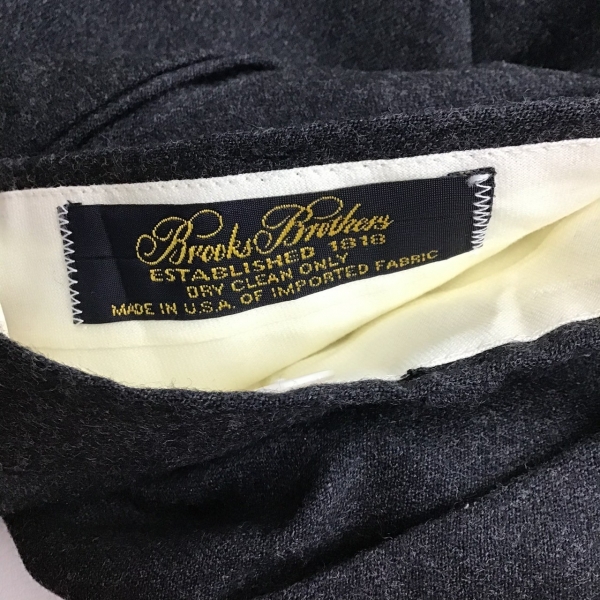 Brooks Brothers
ESTABLISHED 1818
DRY CLEAN ONLY
MADE IN U.S.A. OF IMPORTED FABRIC